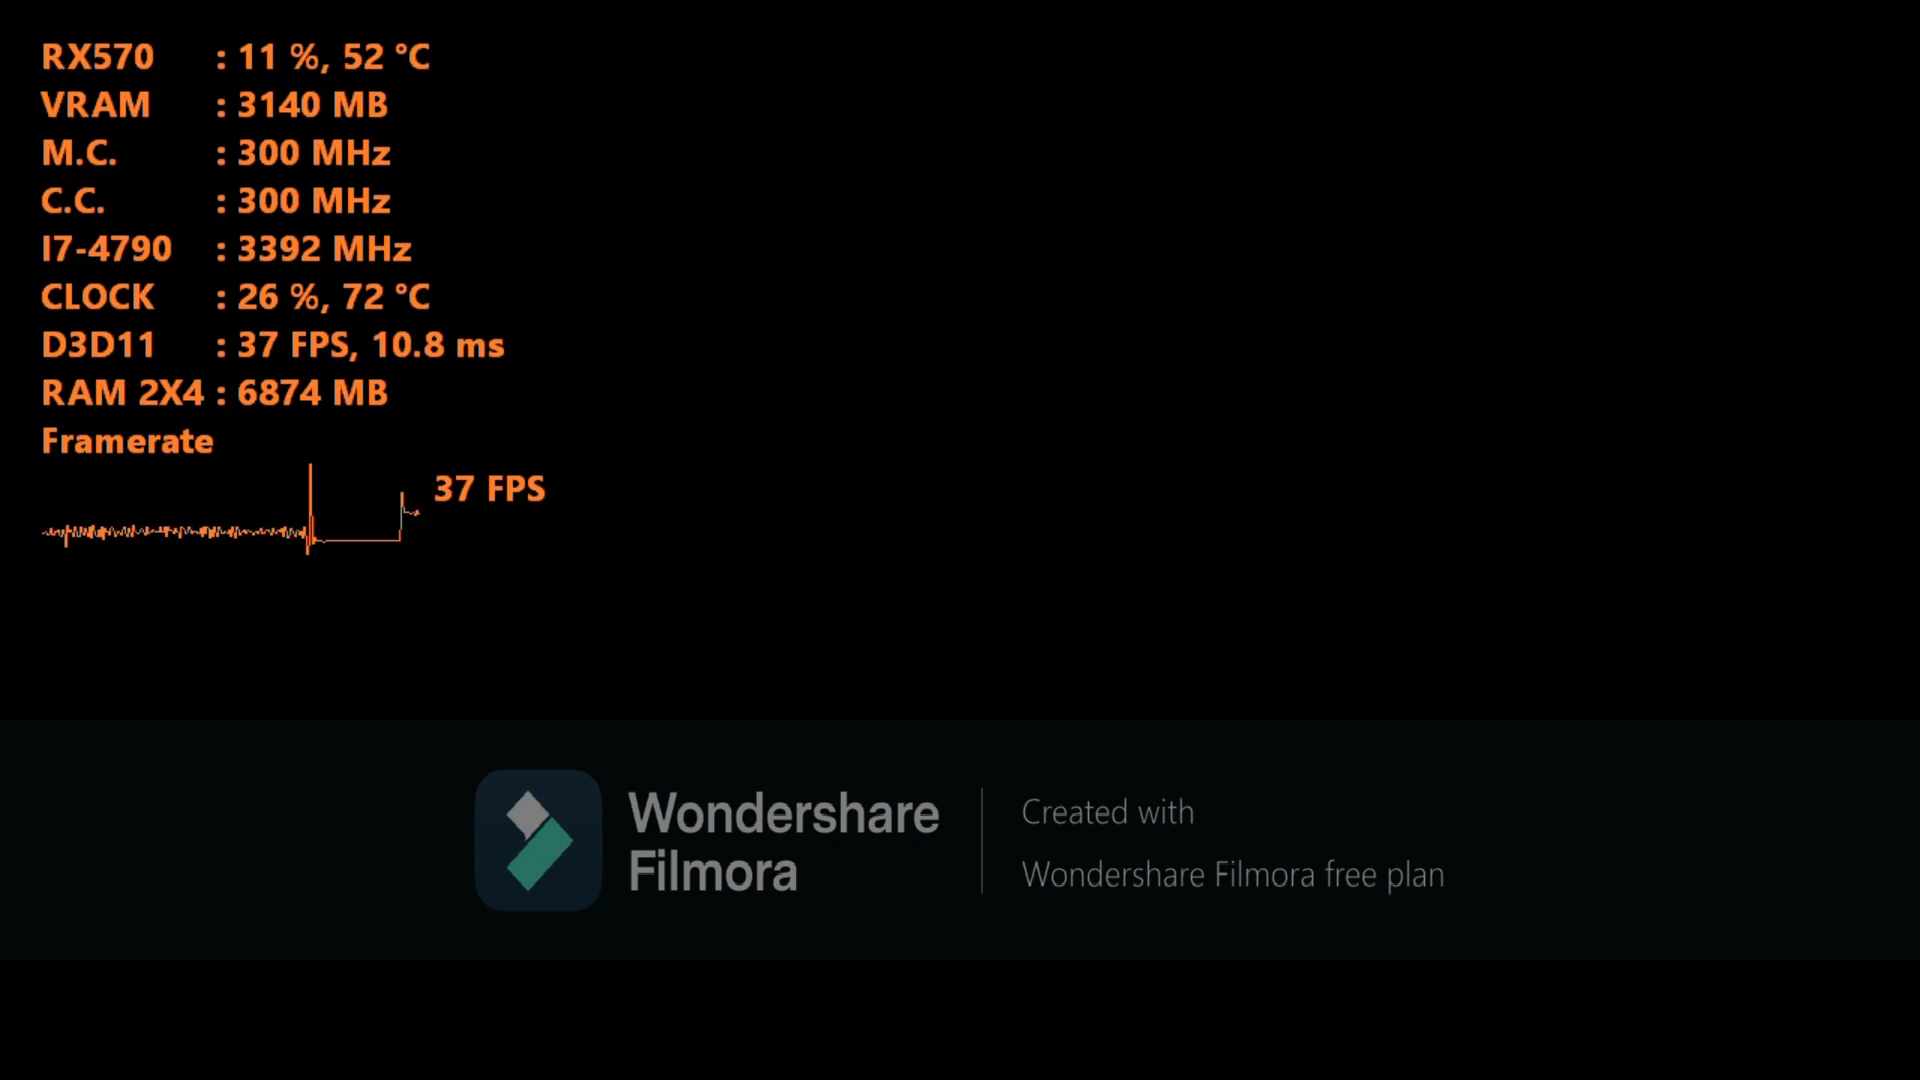 RX570 : 11 %, 52 °C
VRAM : 3140 MB
M.C. : 300 MHz
C.C. : 300 MHz
I7-4790 : 3392 MHz
CLOCK : 26 %, 72 °C
D3D11 : 37 FPS, 10.8 ms
RAM 2X4 : 6874 MB
Framerate
37 FPS
Wondershare
Filmora
Created with
Wondershare Filmora free plan